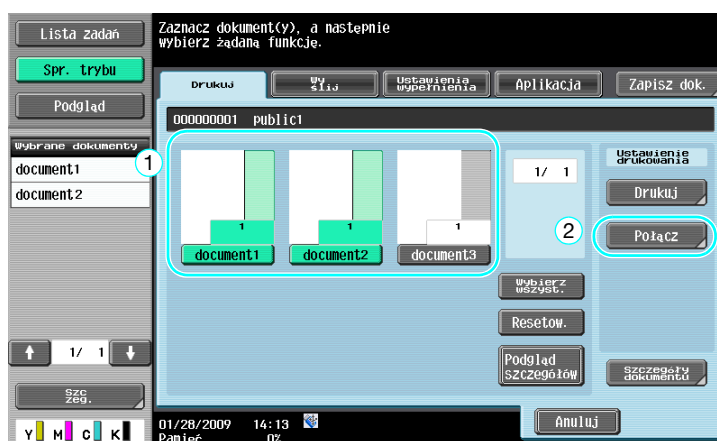 Lista zadań
Spr. trybu
Podgląd
Wybrane dokumenty
document1
document2
1/ 1
Szc
zeg.
Y M C K
Zaznacz dokument(y), a następnie
wybierz żądaną funkcję.
Drukuj
Wy
ślij
Ustawienia
wypełnienia
Aplikacja
Zapisz dok.
000000001 public1
1
1
document1
1
document2
1
document3
1/ 1
Wybierz
wszyst.
Resetow.
Podgląd
szczegółów
Ustawienie
drukowania
Drukuj
2
Połącz
Szczegóły
dokumentu
Anuluj
01/28/2009 14:13
Pamięć 0%